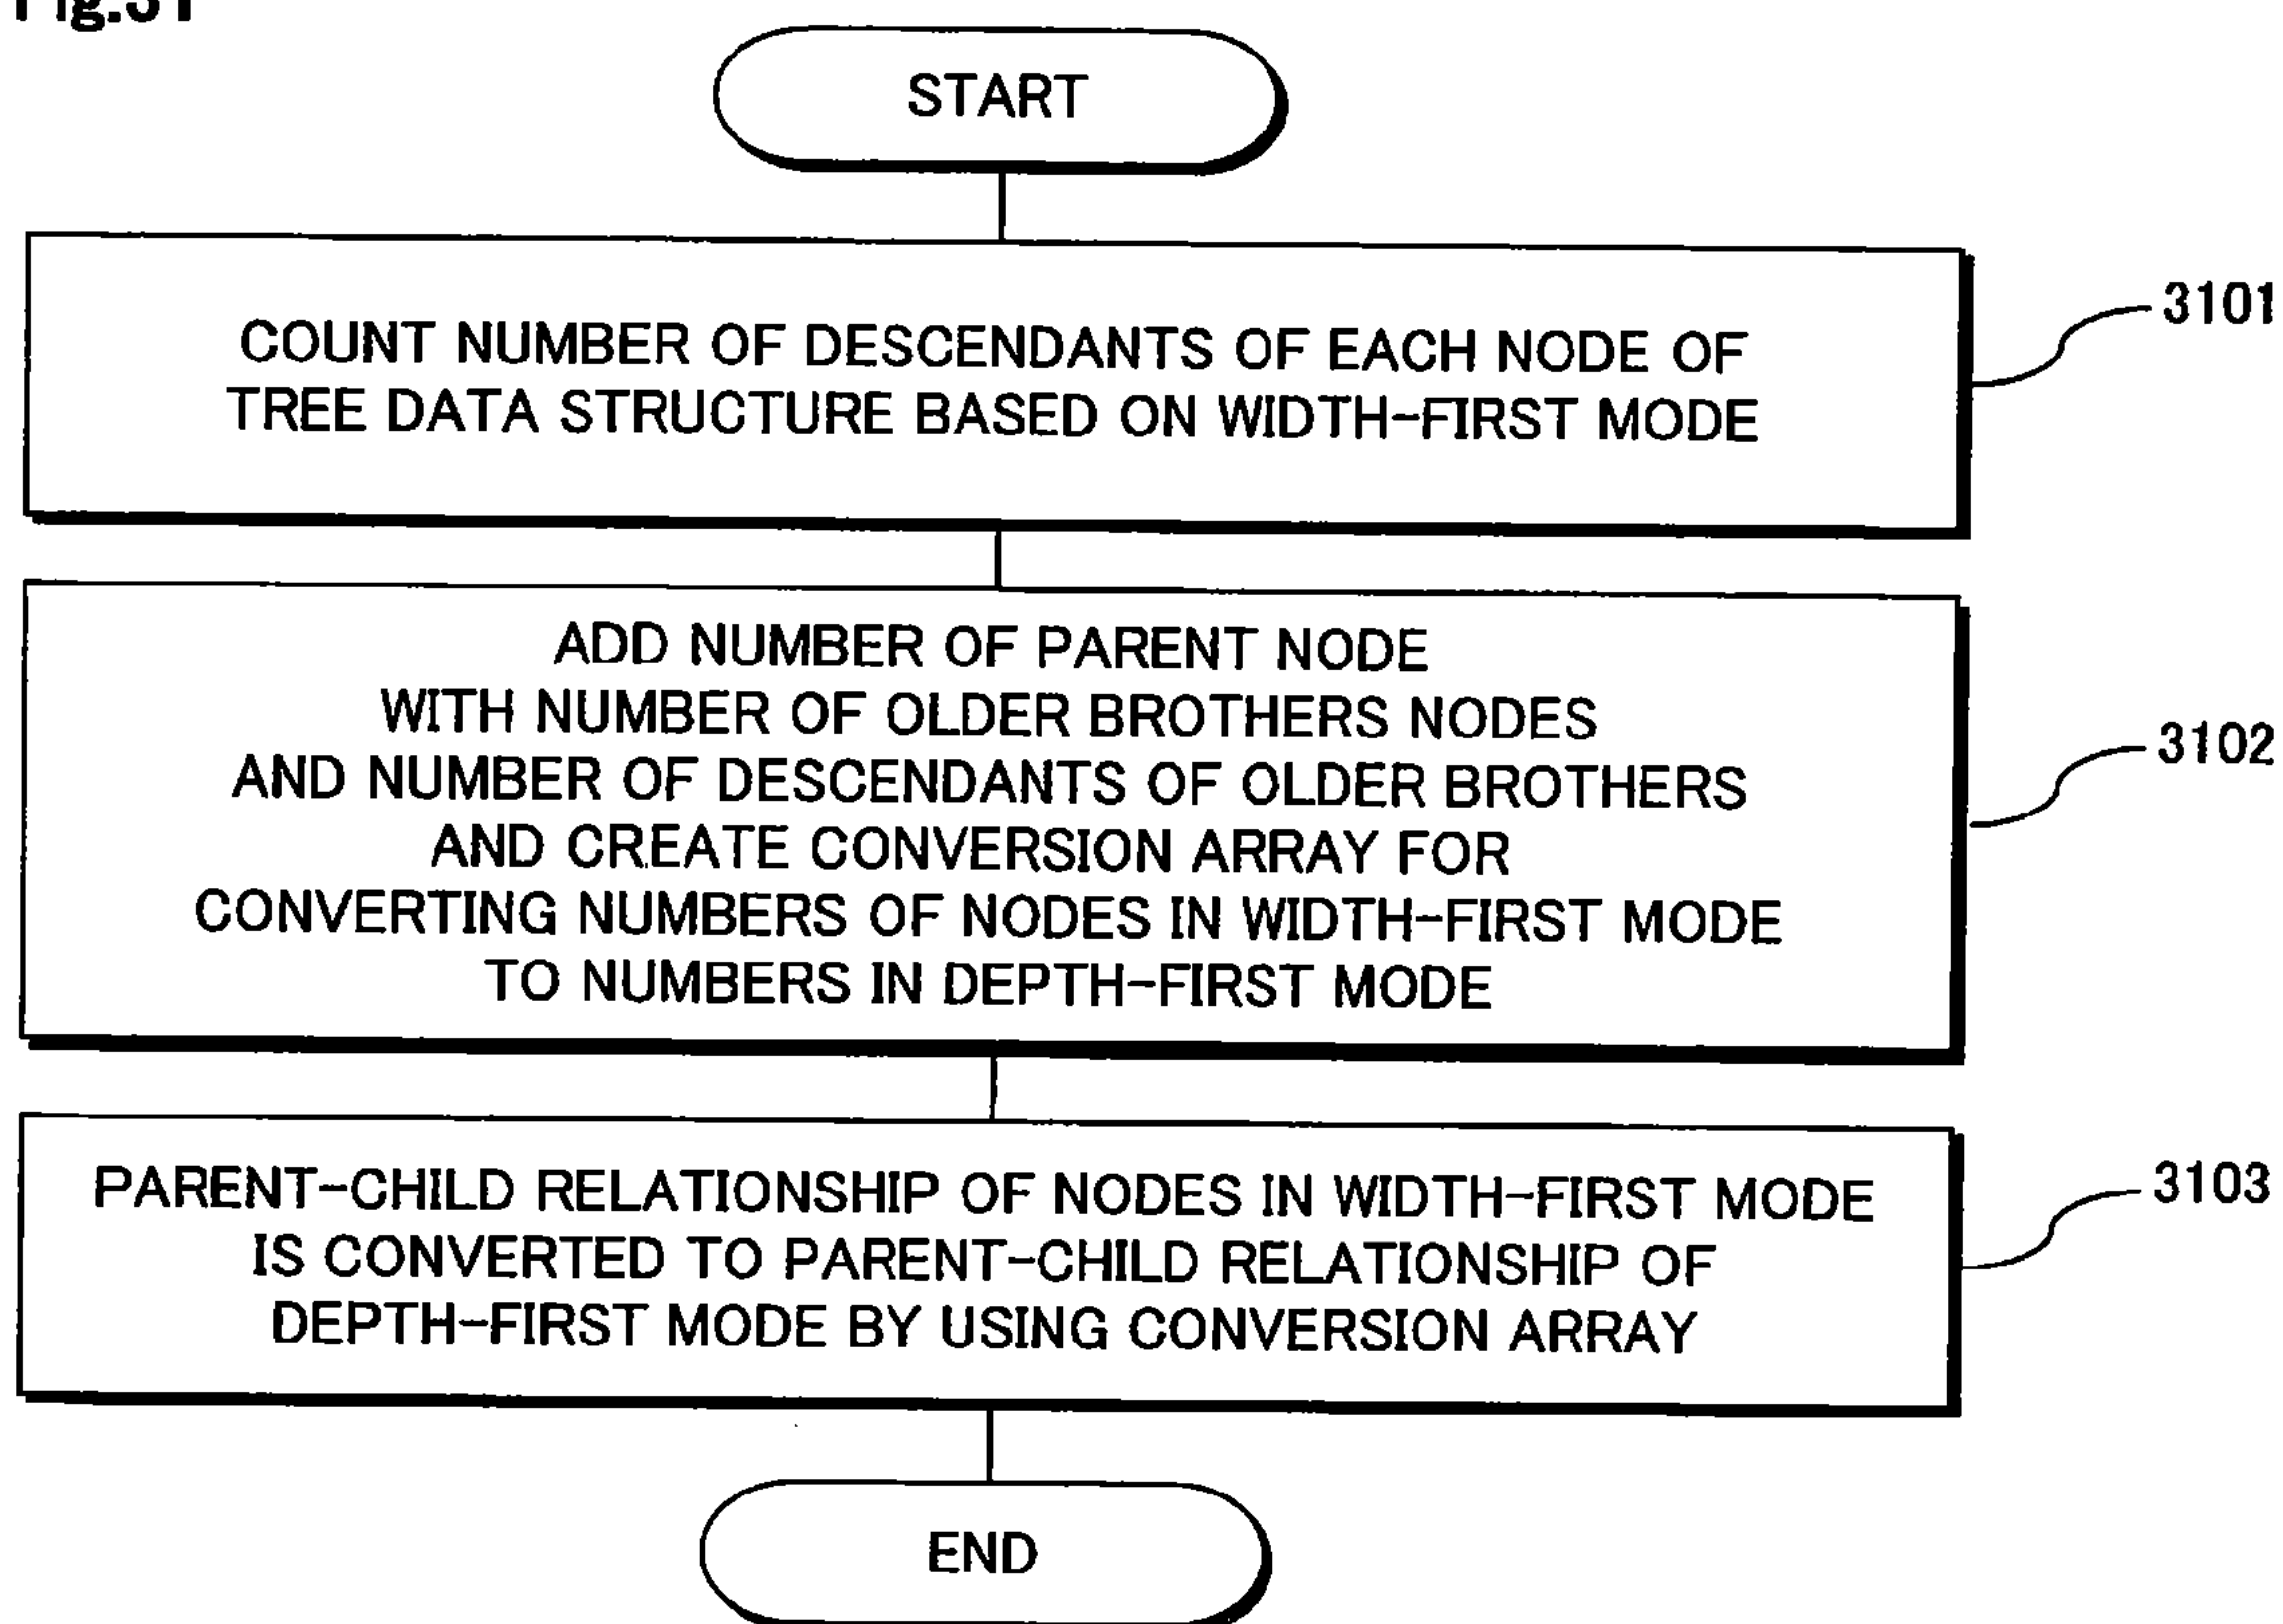 Fig.31
START
COUNT NUMBER OF DESCENDANTS OF EACH NODE OF
TREE DATA STRUCTURE BASED ON WIDTH-FIRST MODE
3101
ADD NUMBER OF PARENT NODE
WITH NUMBER OF OLDER BROTHERS NODES
AND NUMBER OF DESCENDANTS OF OLDER BROTHERS
AND CREATE CONVERSION ARRAY FOR
CONVERTING NUMBERS OF NODES IN WIDTH-FIRST MODE
TO NUMBERS IN DEPTH-FIRST MODE
3102
PARENT-CHILD RELATIONSHIP OF NODES IN WIDTH-FIRST MODE
IS CONVERTED TO PARENT-CHILD RELATIONSHIP OF
DEPTH-FIRST MODE BY USING CONVERSION ARRAY
3103
END